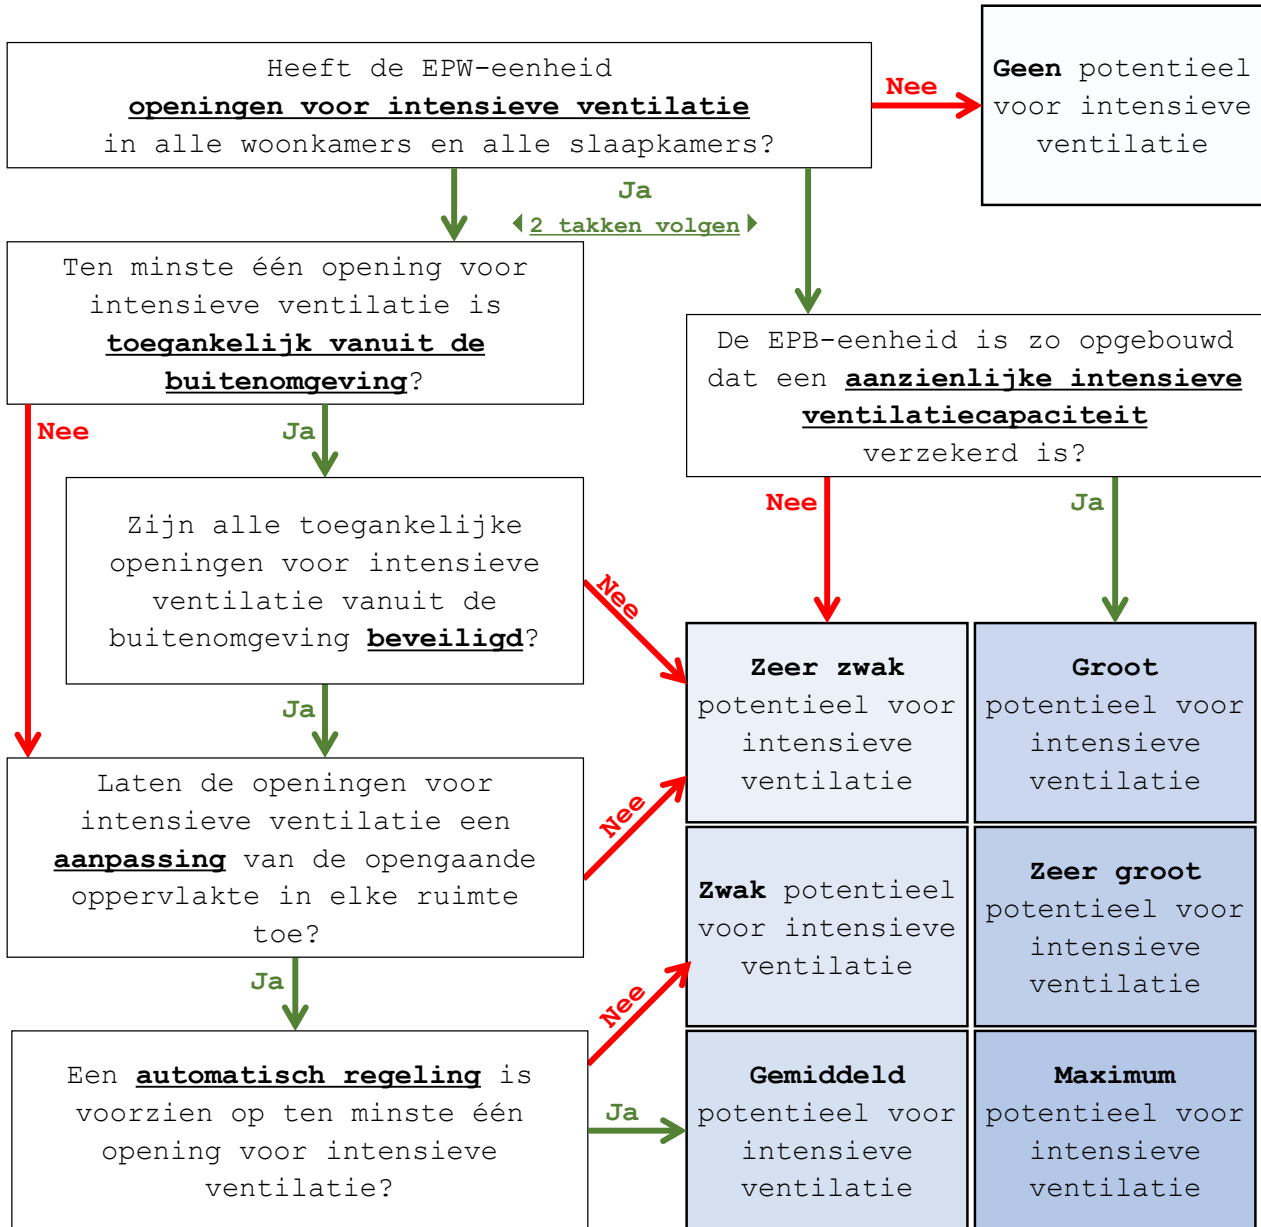 Heeft de EPW-eenheid
openingen voor intensieve ventilatie
in alle woonkamers en alle slaapkamers?
Nee
Geen potentieel
voor intensieve
ventilatie
Ja
2 takken volgen
Ten minste één opening voor
intensieve ventilatie is
toegankelijk vanuit de
buitenomgeving?
De EPB-eenheid is zo opgebouwd
dat een aanzienlijke intensieve
ventilatiecapaciteit
verzekerd is?
Nee
Ja
Nee
Ja
Zijn alle toegankelijke
openingen voor intensieve
ventilatie vanuit de
buitenomgeving beveiligd?
Nee
Ja
Zeer zwak
potentieel voor
intensieve
ventilatie
Groot
potentieel voor
intensieve
ventilatie
Laten de openingen voor
intensieve ventilatie een
aanpassing van de opengaande
oppervlakte in elke ruimte
toe?
Nee
Ja
Zwak potentieel
voor intensieve
ventilatie
Zeer groot
potentieel voor
intensieve
ventilatie
Een automatisch regeling is
voorzien op ten minste één
opening voor intensieve
ventilatie?
Nee
Ja
Gemiddeld
potentieel voor
intensieve
ventilatie
Maximum
potentieel voor
intensieve
ventilatie